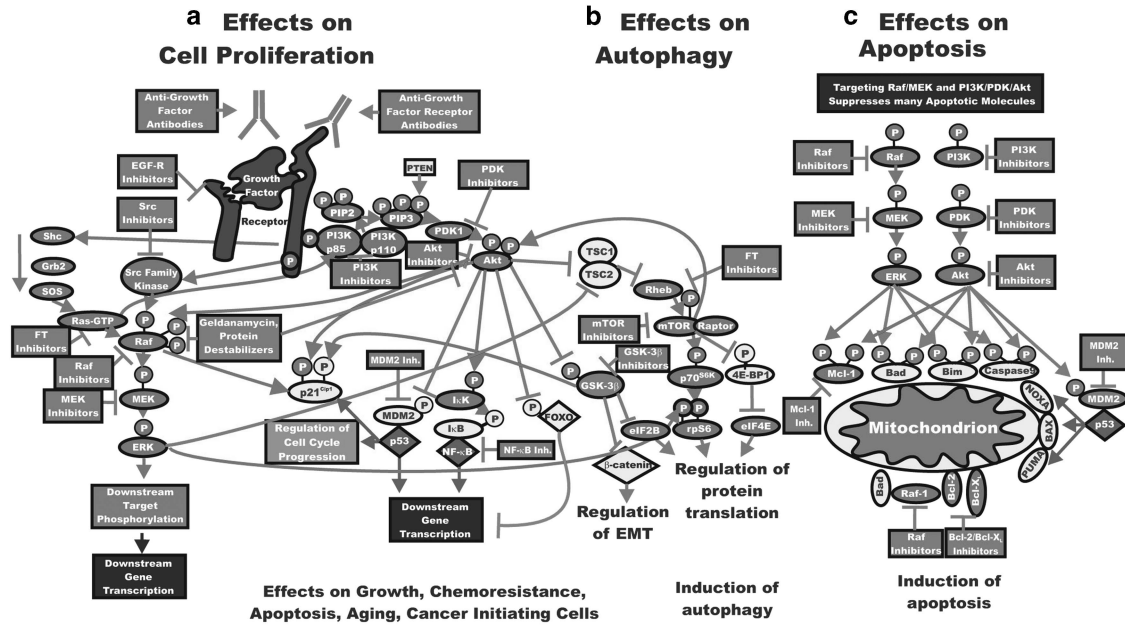 a Effects on
Cell Proliferation
b Effects on
Autophagy
c Effects on
Apoptosis
Anti-Growth
Factor
Antibodies
Anti-Growth
Factor Receptor
Antibodies
EGF-R
Inhibitors
Growth
Factor
Receptor
PTEN
PDK
Inhibitors
Src
Inhibitors
P
P
P
P
P
PIP2
PIP3
PDK1
Shc
P
PI3K
p85
PI3K
p110
Akt
Inhibitors
P
P
Akt
PI3K
Inhibitors
Grb2
SOS
Src Family
Kinase
P
Ras-GTP
P
Raf
P
P
Geldanamycin,
Protein
Destabilizers
FT
Inhibitors
Raf
Inhibitors
MEK
Inhibitors
P
MEK
P
ERK
Downstream
Target
Phosphorylation
Downstream
Gene
Transcription
P
P
p21Cip1
MDM2 Inh.
MDM2
P
p53
Regulation of
Cell Cycle
Progression
P
IκK
IκB
P
NF-κB
NF-κB Inh.
P
FOXO
Downstream
Gene
Transcription
TSC1
TSC2
Rheb
FT
Inhibitors
P
mTOR
Raptor
mTOR
Inhibitors
GSK-3β
Inhibitors
P
GSK-3β
P
p70S6K
P
4E-BP1
P
P
P
eIF2B
rpS6
eIF4E
β-catenin
Regulation
of EMT
Regulation of
protein
translation
Effects on Growth, Chemoresistance,
Apoptosis, Aging, Cancer Initiating Cells
Induction of
autophagy
Targeting Raf/MEK and PI3K/PDK/Akt
Suppresses many Apoptotic Molecules
Raf
Inhibitors
P
Raf
P
PI3K
PI3K
Inhibitors
MEK
Inhibitors
P
MEK
P
PDK
PDK
Inhibitors
P
ERK
P
Akt
Akt
Inhibitors
P
P
Mcl-1
P
P
Bad
P
P
Bim
P
P
Caspase9
MDM2
Inh.
P
MDM2
p53
Mcl-1
Inh.
Mitochondrion
NOXA
BAX
PUMA
Bad
Raf-1
Bcl-2
Bcl-XL
Raf
Inhibitors
Bcl-2/Bcl-XL
Inhibitors
Induction of
apoptosis